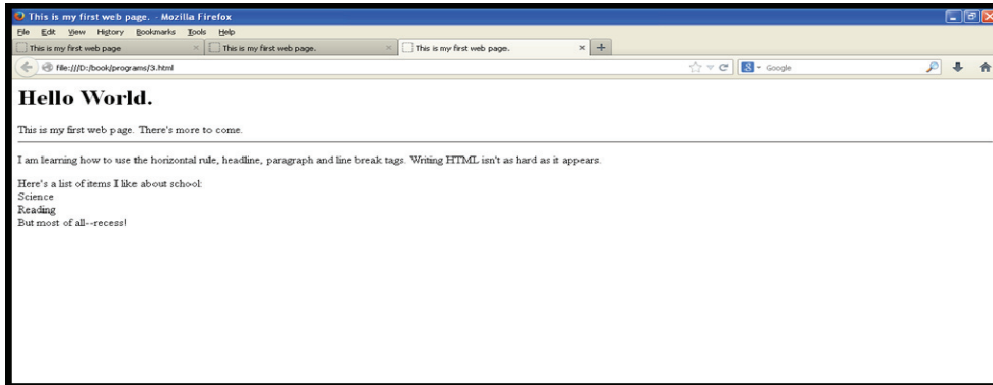 This is my first web page. - Mozilla Firefox
File Edit View History Bookmarks Tools Help
This is my first web page
This is my first web page.
This is my first web page.
file:///D:/book/programs/3.html
Google
Hello World.
This is my first web page. There's more to come.
I am learning how to use the horizontal rule, headline, paragraph and line break tags. Writing HTML isn't as hard as it appears.
Here's a list of items I like about school:
Science
Reading
But most of all--recess!